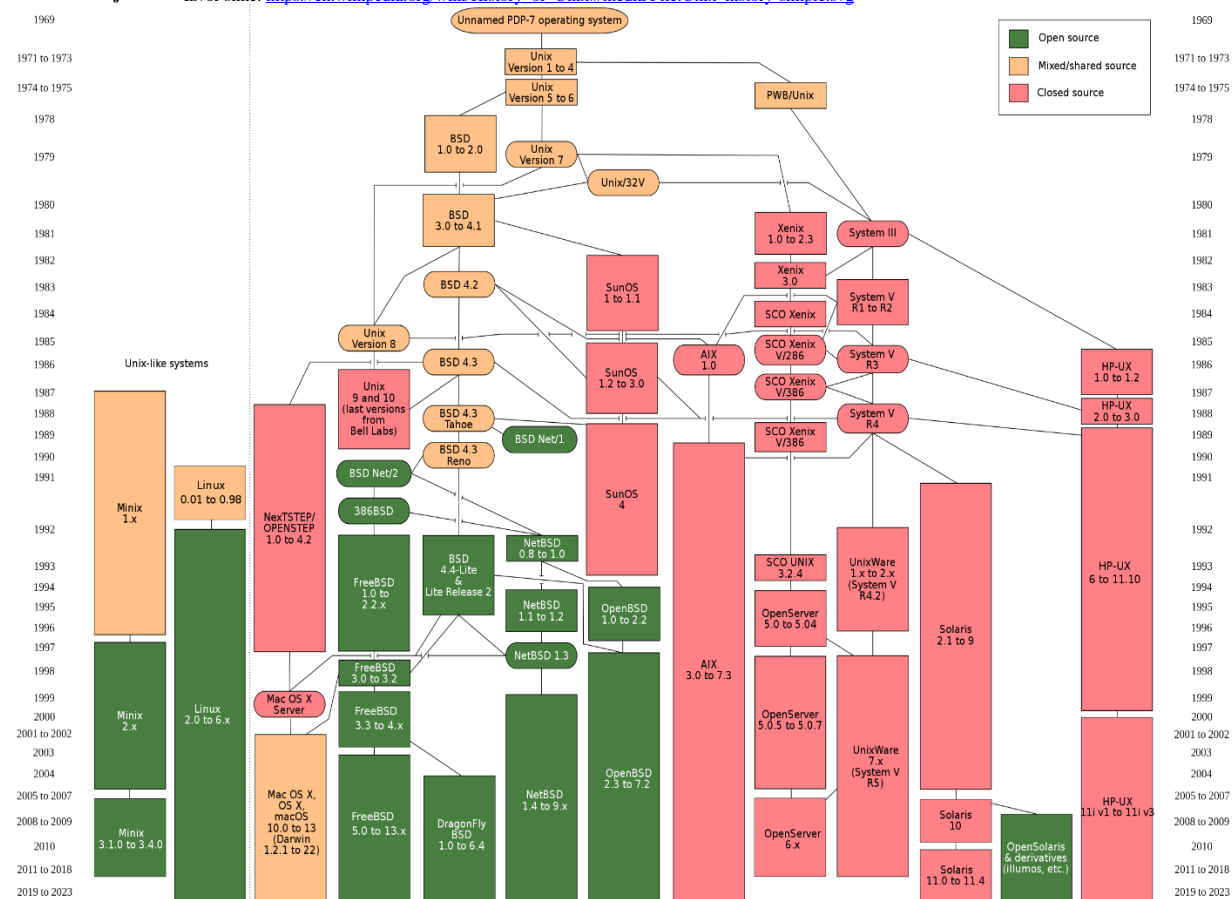 https://en.wikipedia.org/wiki/History_of_Unix#/media/File:Unix_history-simple.svg
1969
1971 to 1973
1974 to 1975
1978
1979
1980
1981
1982
1983
1984
1985
1986
1987
1988
1989
1990
1991
1992
1993
1994
1995
1996
1997
1998
1999
2000
2001 to 2002
2003
2004
2005 to 2007
2008 to 2009
2010
2011 to 2018
2019 to 2023
Unnamed PDP-7 operating system
Unix
Version 1 to 4
Unix
Version 5 to 6
PWB/Unix
BSD
1.0 to 2.0
Unix
Version 7
Unix/32V
BSD
3.0 to 4.1
Xenix
1.0 to 2.3
System III
Xenix
3.0
BSD 4.2
SunOS
1 to 1.1
System V
R1 to R2
SCO Xenix
Unix
Version 8
SCO Xenix
V/286
System V
R3
AIX
1.0
BSD 4.3
SunOS
1.2 to 3.0
HP-UX
1.0 to 1.2
Unix-like systems
Unix
9 and 10
(last versions
from
Bell Labs)
SCO Xenix
V/386
HP-UX
2.0 to 3.0
BSD 4.3
Tahoe
System V
R4
BSD Net/1
SCO Xenix
V/386
BSD 4.3
Reno
BSD Net/2
Linux
0.01 to 0.98
Minix
1.x
386BSD
NexTSTEP/
OPENSTEP
1.0 to 4.2
SunOS
4
NetBSD
0.8 to 1.0
BSD
4.4-Lite
&
Lite Release 2
FreeBSD
1.0 to
2.2.x
SCO UNIX
3.2.4
UnixWare
1.x to 2.x
(System V
R4.2)
HP-UX
6 to 11.10
NetBSD
1.1 to 1.2
OpenBSD
1.0 to 2.2
OpenServer
5.0 to 5.04
Solaris
2.1 to 9
NetBSD 1.3
FreeBSD
3.0 to 3.2
AIX
3.0 to 7.3
Mac OS X
Server
FreeBSD
3.3 to 4.x
Minix
2.x
Linux
2.0 to 6.x
OpenServer
5.0.5 to 5.0.7
UnixWare
7.x
(System V
R5)
OpenBSD
2.3 to 7.2
NetBSD
1.4 to 9.x
Mac OS X,
OS X,
macOS
10.0 to 13
(Darwin
1.2.1 to 22)
FreeBSD
5.0 to 13.x
DragonFly
BSD
1.0 to 6.4
HP-UX
11i v1 to 11i v3
Minix
3.1.0 to 3.4.0
OpenServer
6.x
Solaris
10
OpenSolaris
& derivatives
(illumos, etc.)
Solaris
11.0 to 11.4
Open source
Mixed/shared source
Closed source
1969
1971 to 1973
1974 to 1975
1978
1979
1980
1981
1982
1983
1984
1985
1986
1987
1988
1989
1990
1991
1992
1993
1994
1995
1996
1997
1998
1999
2000
2001 to 2002
2003
2004
2005 to 2007
2008 to 2009
2010
2011 to 2018
2019 to 2023